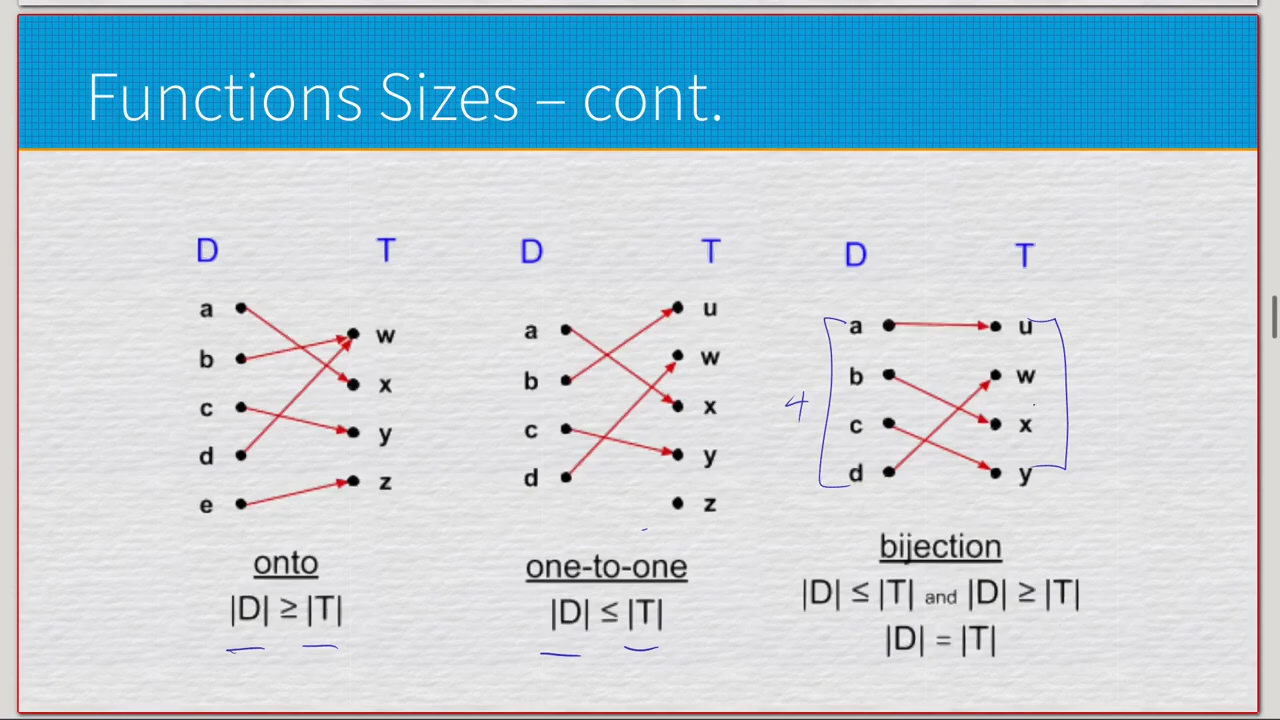 Functions Sizes – cont.
D T
a
b
c
d
e
w
x
y
z
onto
|D| ≥ |T|
D T
a
b
c
d
u
w
x
y
z
one-to-one
|D| ≤ |T|
D T
4
a
b
c
d
u
w
x
y
bijection
|D| ≤ |T| and |D| ≥ |T|
|D| = |T|